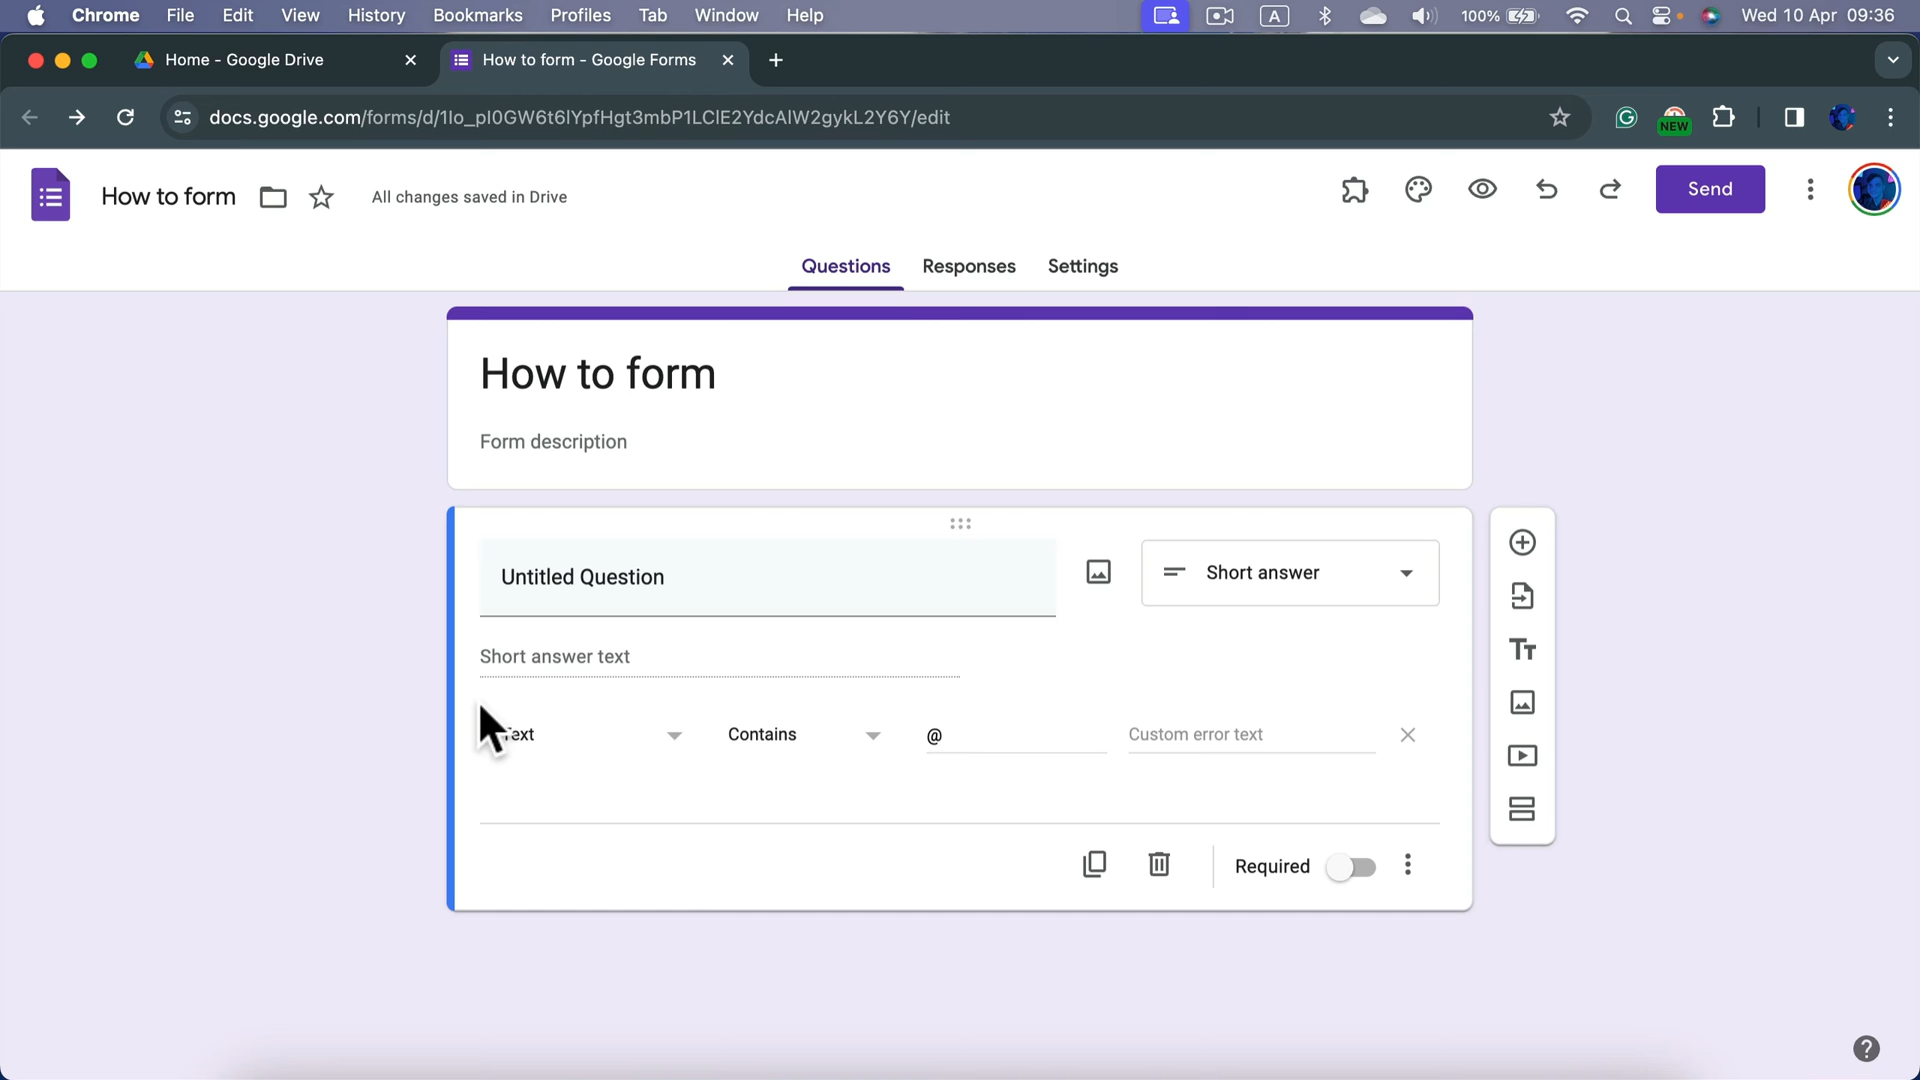 Chrome File Edit View History Bookmarks Profiles Tab Window Help A 100% Wed 10 Apr 09:36
Home - Google Drive How to form - Google Forms
docs.google.com/forms/d/1Io_pI0GW6t6IYpfHgt3mbP1LCIE2YdcAIW2gykL2Y6Y/edit NEW
How to form All changes saved in Drive Send
Questions Responses Settings
How to form
Form description
Untitled Question Short answer
Short answer text
Text Contains @ Custom error text
Required